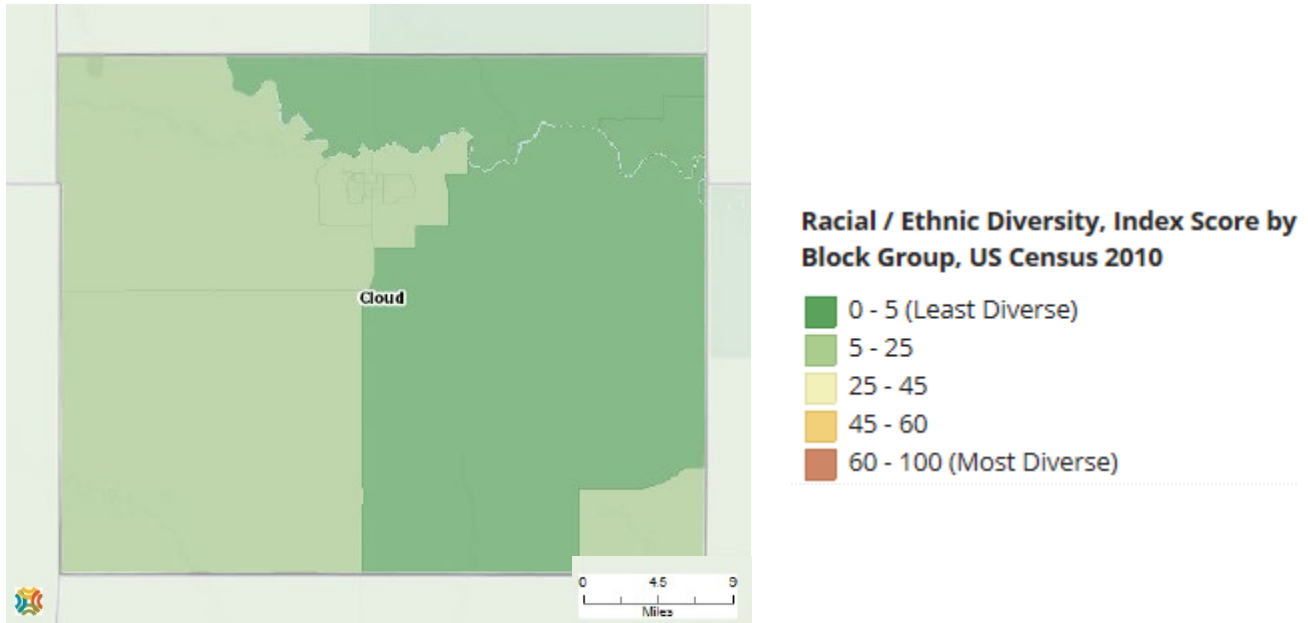 Cloud
0 4.5 9
Miles
Racial / Ethnic Diversity, Index Score by
Block Group, US Census 2010
0 - 5 (Least Diverse)
5 - 25
25 - 45
45 - 60
60 - 100 (Most Diverse)